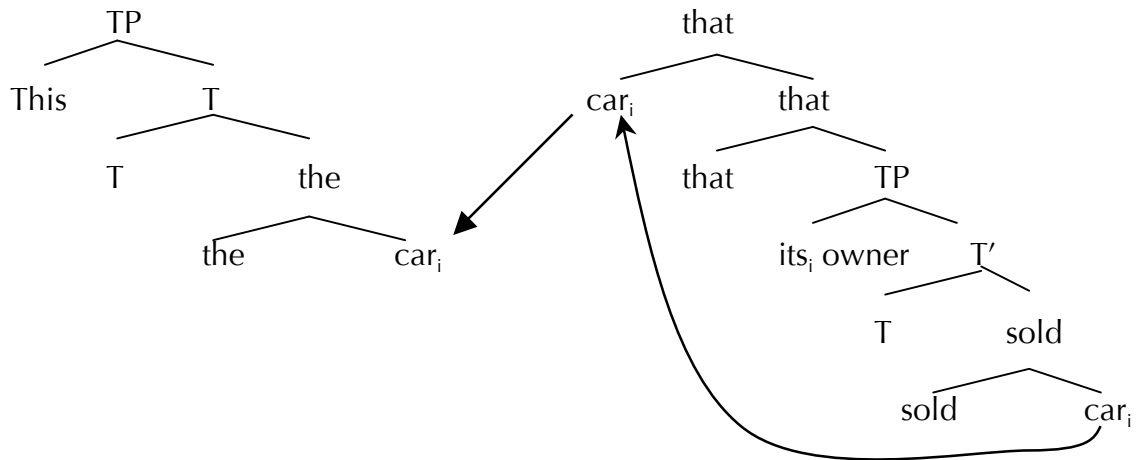 TP
This T
T the
the car_i
that
car_i that
that TP
its_i owner T′
T sold
sold car_i